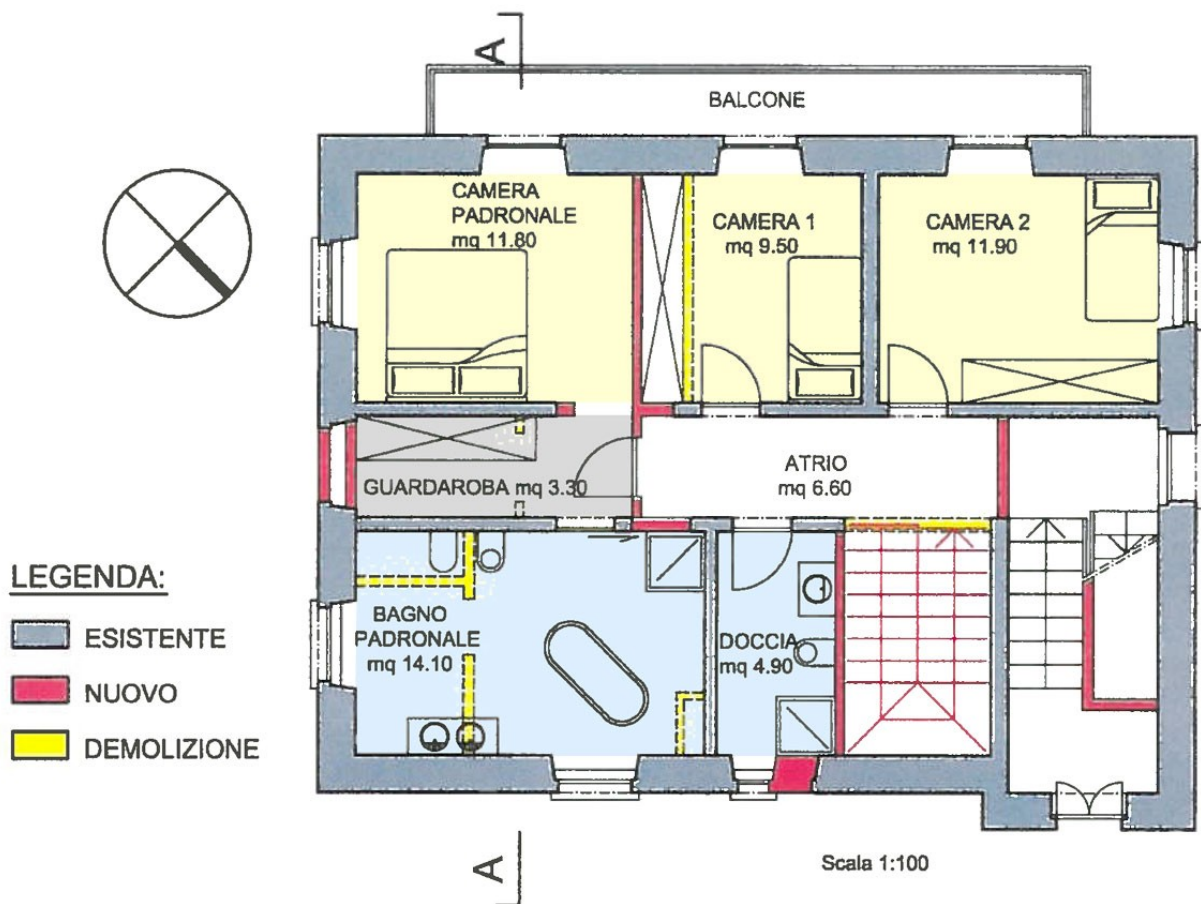 A
BALCONE
CAMERA
PADRONALE
mq 11.80
CAMERA 1
mq 9.50
CAMERA 2
mq 11.90
GUARDAROBA mq 3.30
ATRIO
mq 6.60
LEGENDA:
ESISTENTE
NUOVO
DEMOLIZIONE
BAGNO
PADRONALE
mq 14.10
DOCCIA
mq 4.90
A
Scala 1:100